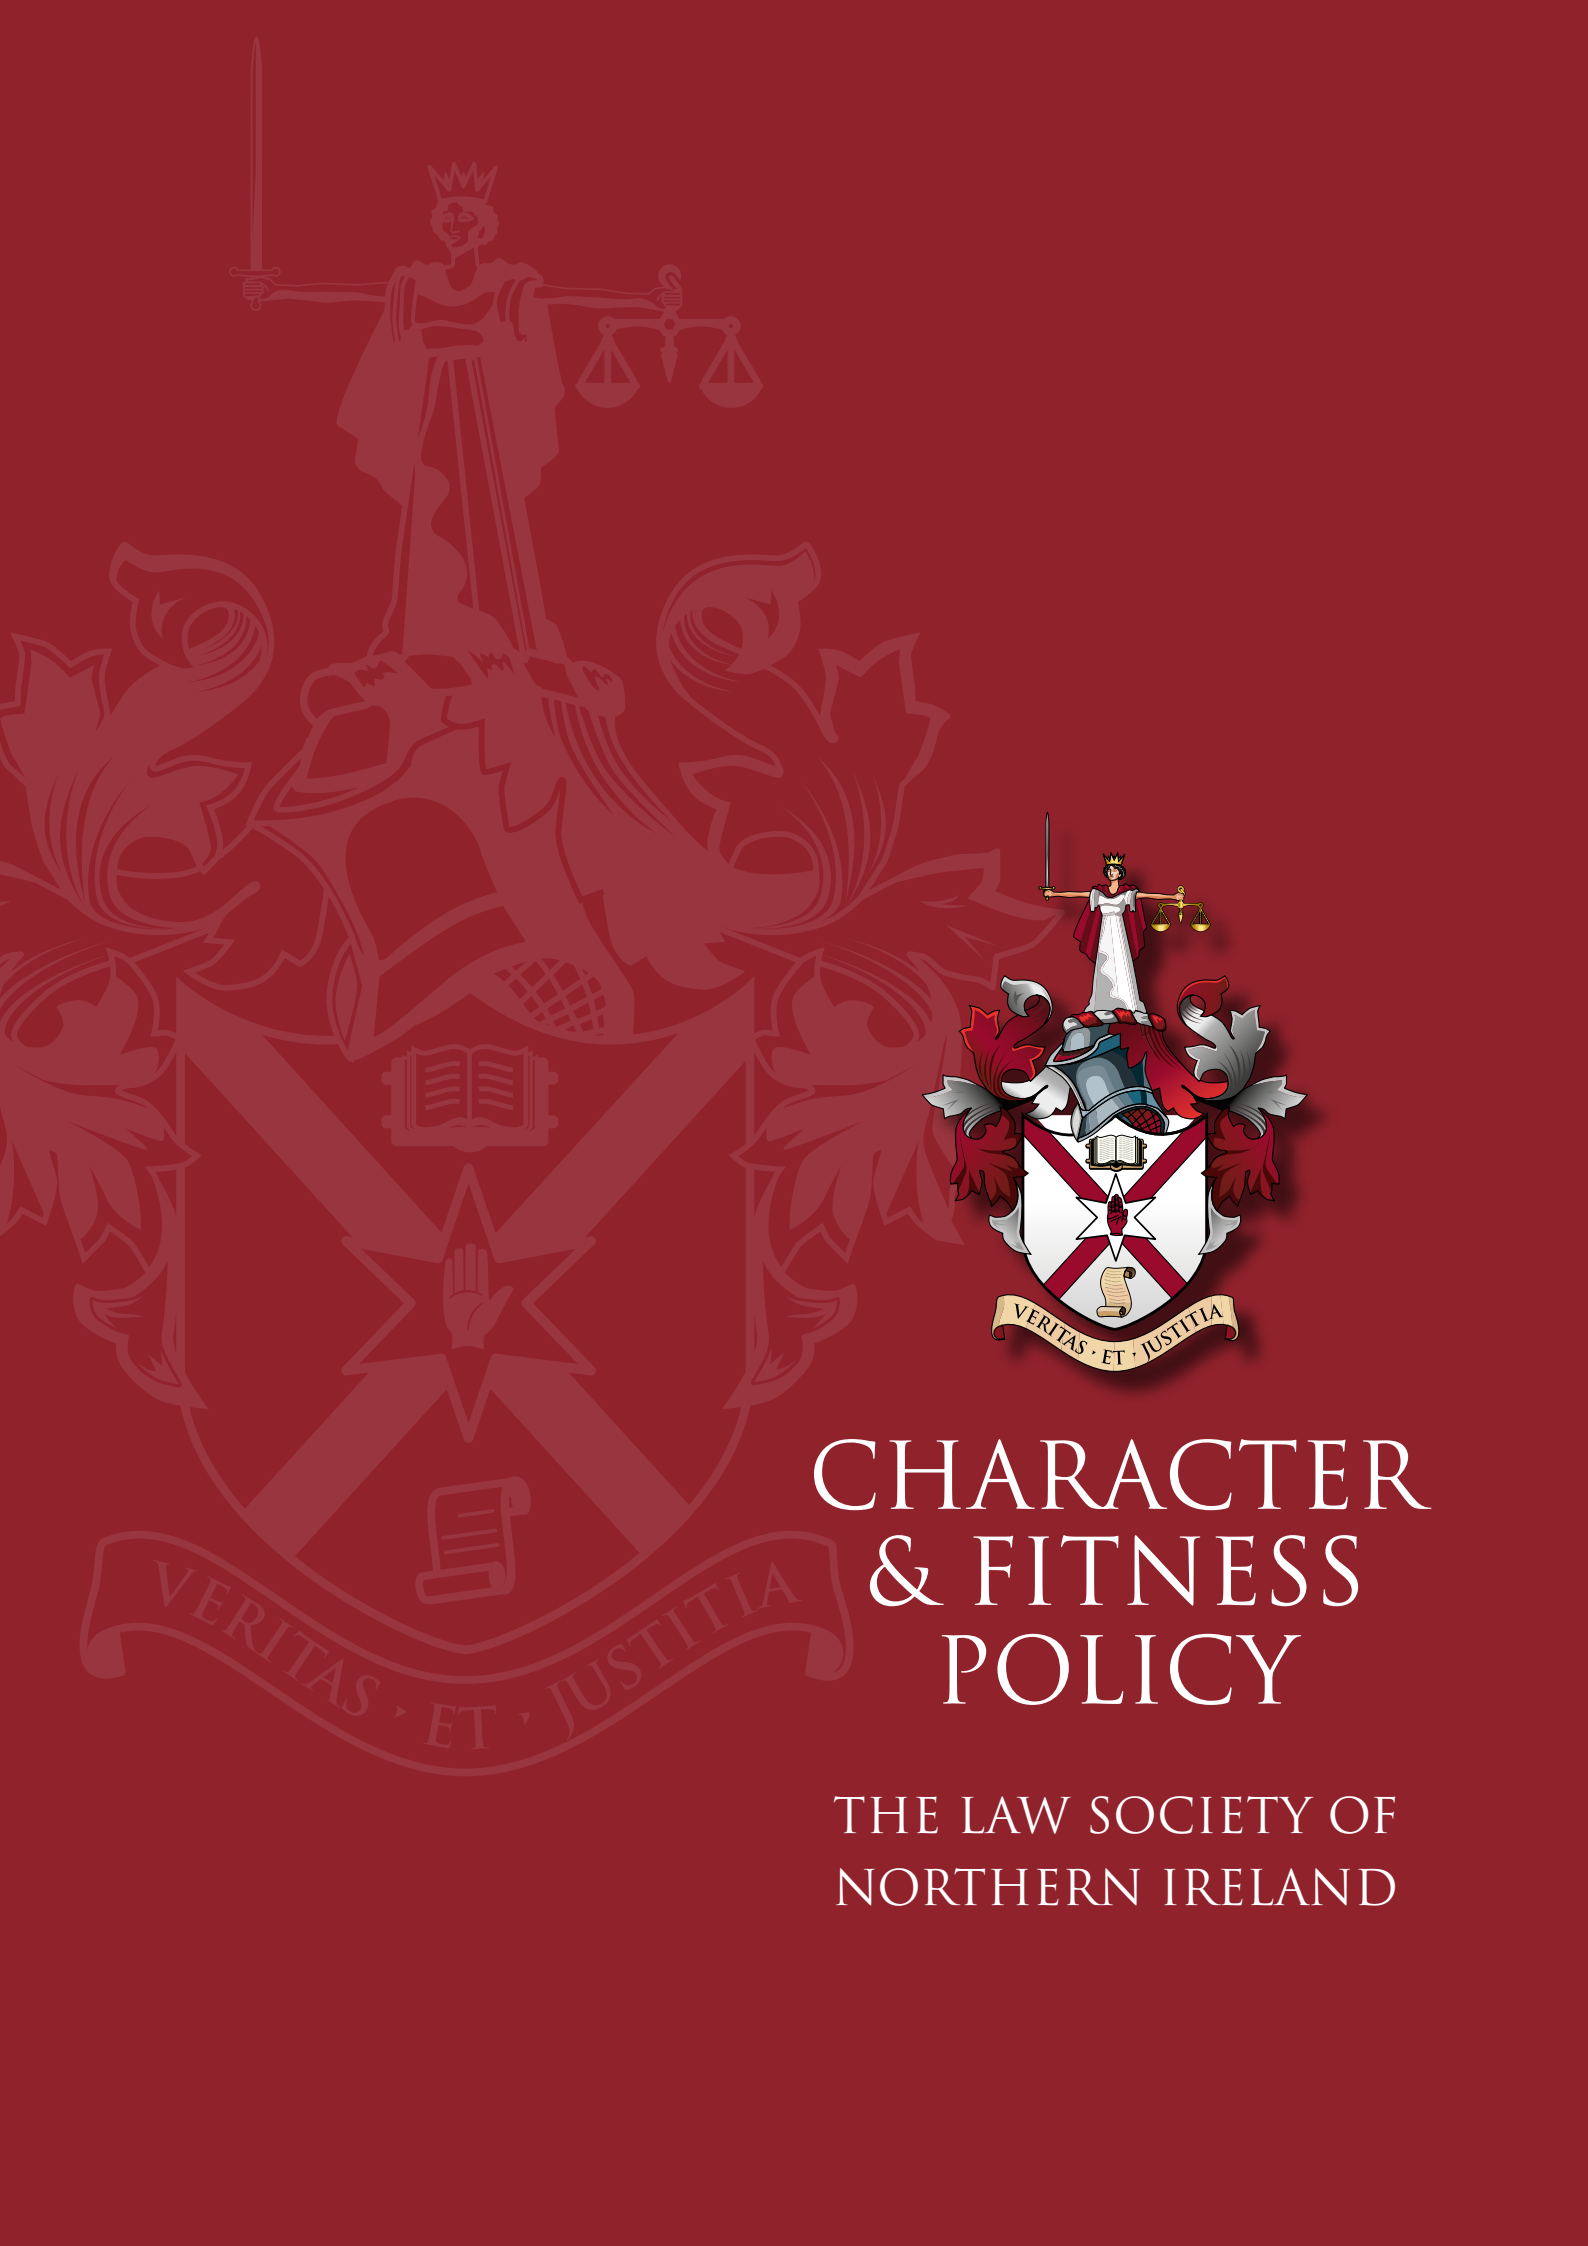 VERITAS · ET · JUSTITIA
VERITAS · ET · JUSTITIA
CHARACTER
& FITNESS
POLICY
THE LAW SOCIETY OF
NORTHERN IRELAND